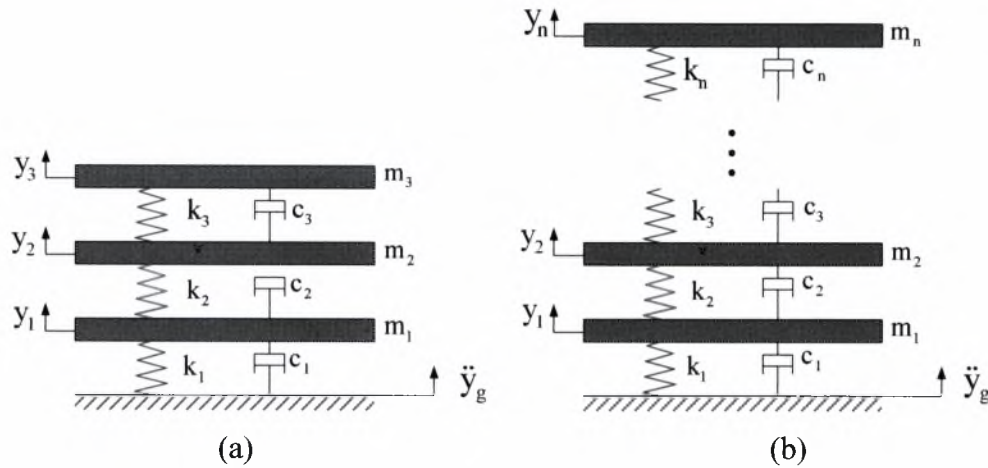 y₃
m₃
k₃
c₃
y₂
m₂
k₂
c₂
y₁
m₁
k₁
c₁
ÿg
(a)
yₙ
mₙ
kₙ
cₙ
k₃
c₃
y₂
m₂
k₂
c₂
y₁
m₁
k₁
c₁
ÿg
(b)